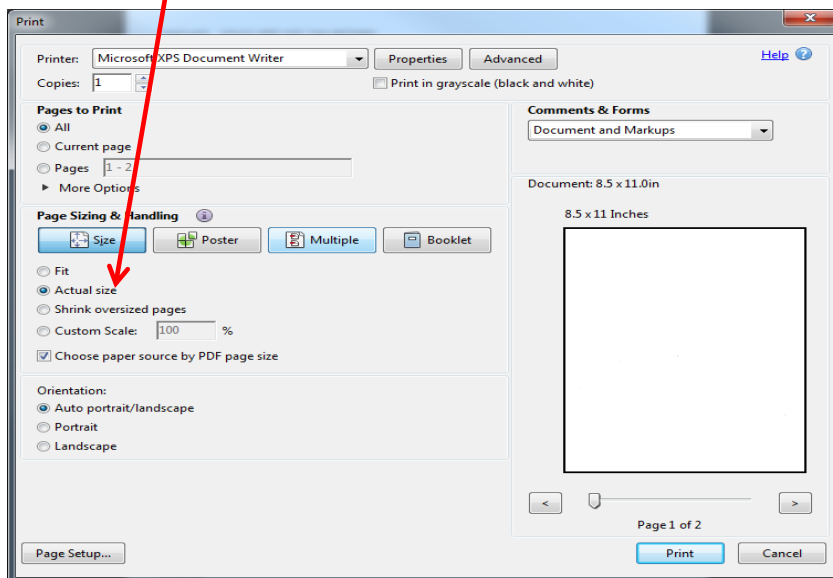 Print
Printer: Microsoft XPS Document Writer Properties Advanced Help
Copies: 1 Print in grayscale (black and white)
Pages to Print
All
Current page
Pages 1 - 2
More Options
Page Sizing & Handling
Size Poster Multiple Booklet
Fit
Actual size
Shrink oversized pages
Custom Scale: 100 %
Choose paper source by PDF page size
Orientation:
Auto portrait/landscape
Portrait
Landscape
Comments & Forms
Document and Markups
Document: 8.5 x 11.0in
8.5 x 11 Inches
< >
Page 1 of 2
Page Setup... Print Cancel